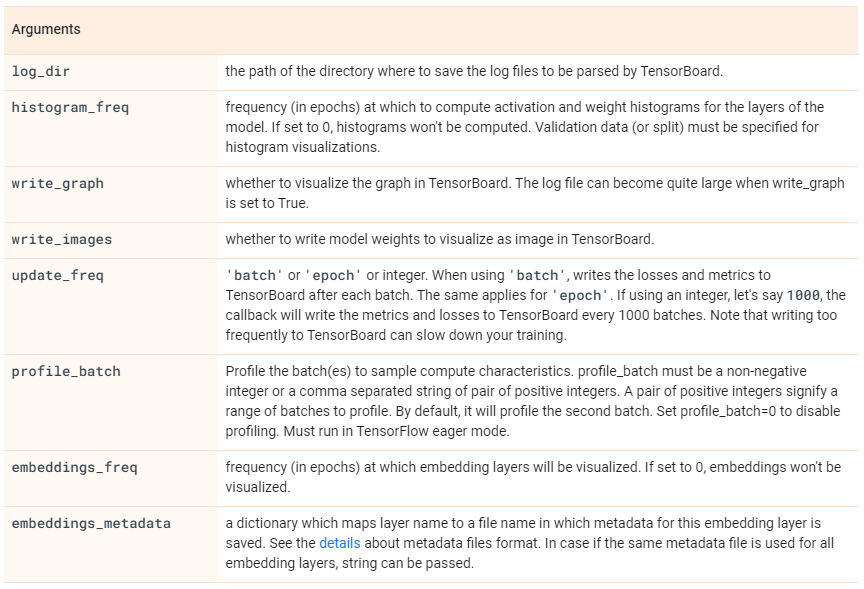 Arguments
log_dir
the path of the directory where to save the log files to be parsed by TensorBoard.
histogram_freq
frequency (in epochs) at which to compute activation and weight histograms for the layers of the
model. If set to 0, histograms won't be computed. Validation data (or split) must be specified for
histogram visualizations.
write_graph
whether to visualize the graph in TensorBoard. The log file can become quite large when write_graph
is set to True.
write_images
whether to write model weights to visualize as image in TensorBoard.
update_freq
'batch' or 'epoch' or integer. When using 'batch', writes the losses and metrics to
TensorBoard after each batch. The same applies for 'epoch'. If using an integer, let's say 1000, the
callback will write the metrics and losses to TensorBoard every 1000 batches. Note that writing too
frequently to TensorBoard can slow down your training.
profile_batch
Profile the batch(es) to sample compute characteristics. profile_batch must be a non-negative
integer or a comma separated string of pair of positive integers. A pair of positive integers signify a
range of batches to profile. By default, it will profile the second batch. Set profile_batch=0 to disable
profiling. Must run in TensorFlow eager mode.
embeddings_freq
frequency (in epochs) at which embedding layers will be visualized. If set to 0, embeddings won't be
visualized.
embeddings_metadata
a dictionary which maps layer name to a file name in which metadata for this embedding layer is
saved. See the details about metadata files format. In case if the same metadata file is used for all
embedding layers, string can be passed.